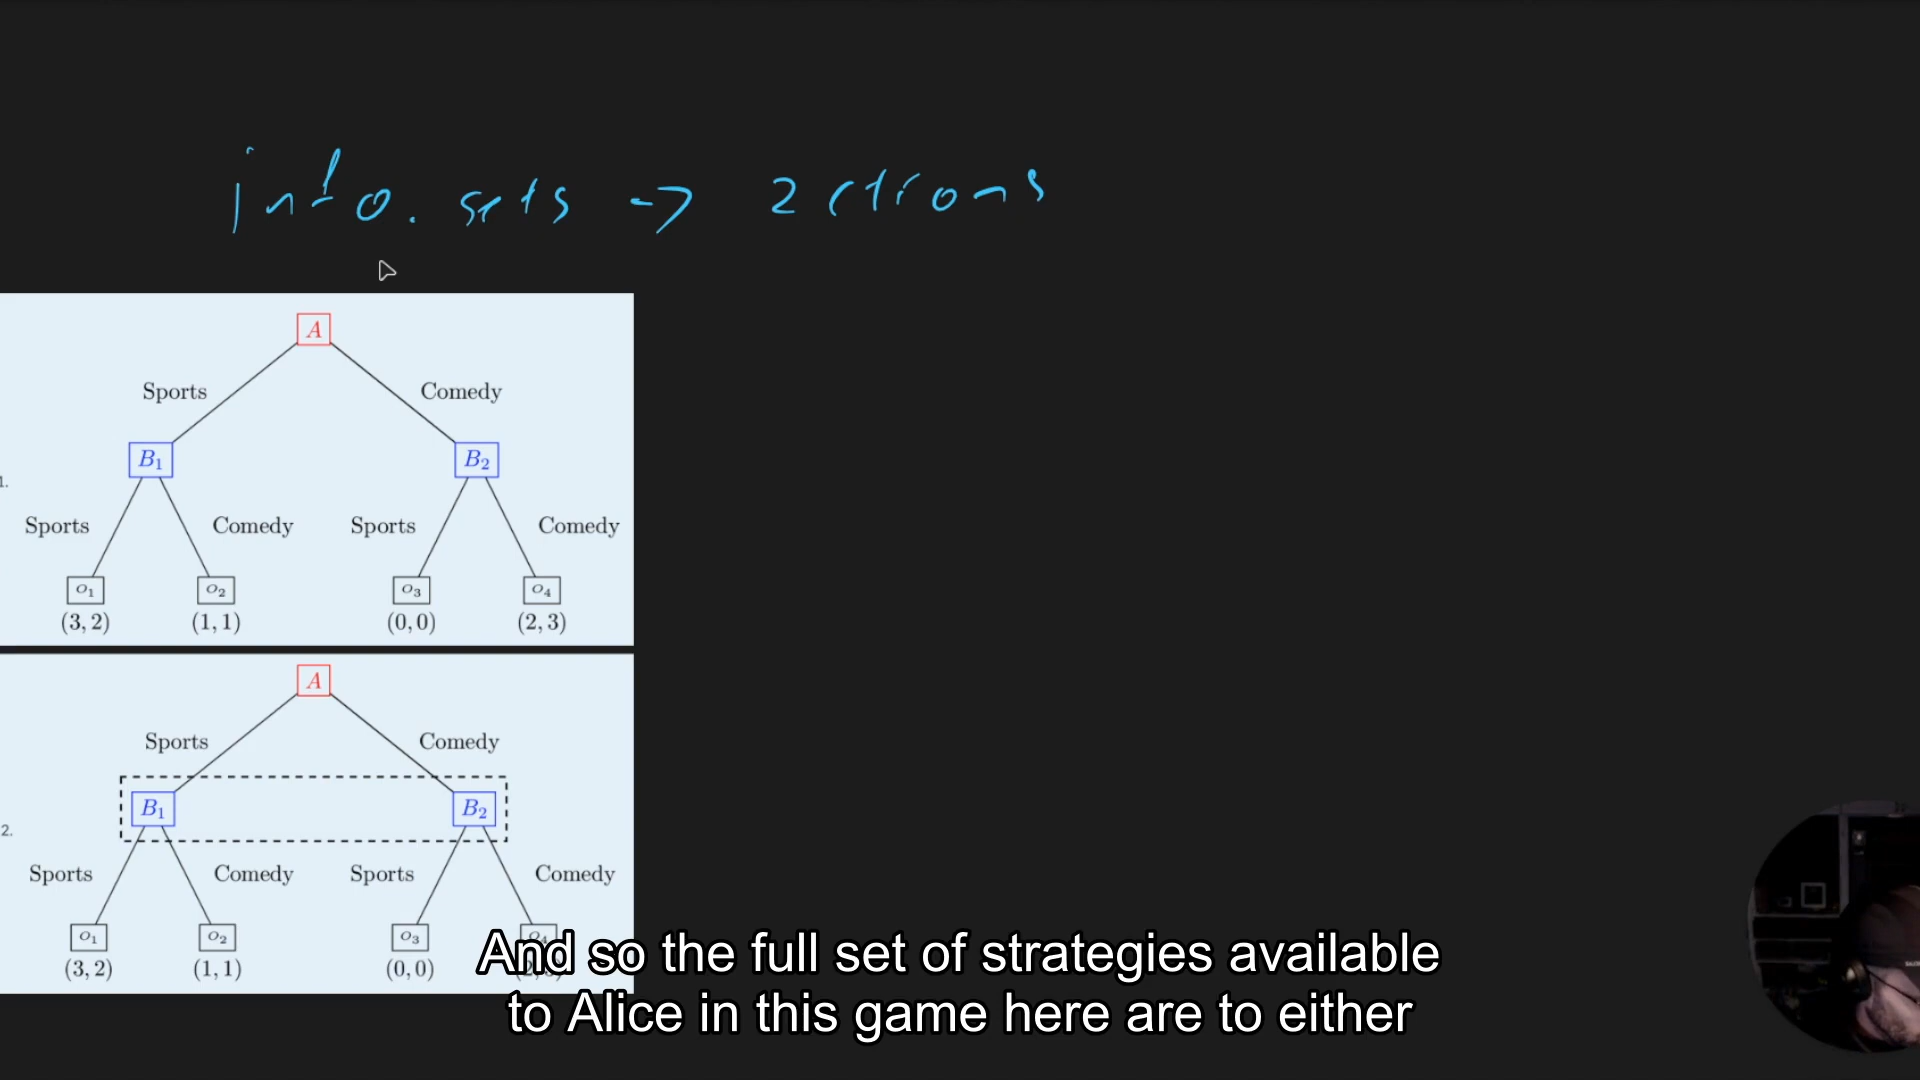 info. sets -> actions
A
Sports Comedy
B1 B2
1.
Sports Comedy Sports Comedy
o1 o2 o3 o4
(3, 2) (1, 1) (0, 0) (2, 3)
A
Sports Comedy
B1 B2
2.
Sports Comedy Sports Comedy
o1 o2 o3 o4
(3, 2) (1, 1) (0, 0)
And so the full set of strategies available
to Alice in this game here are to either